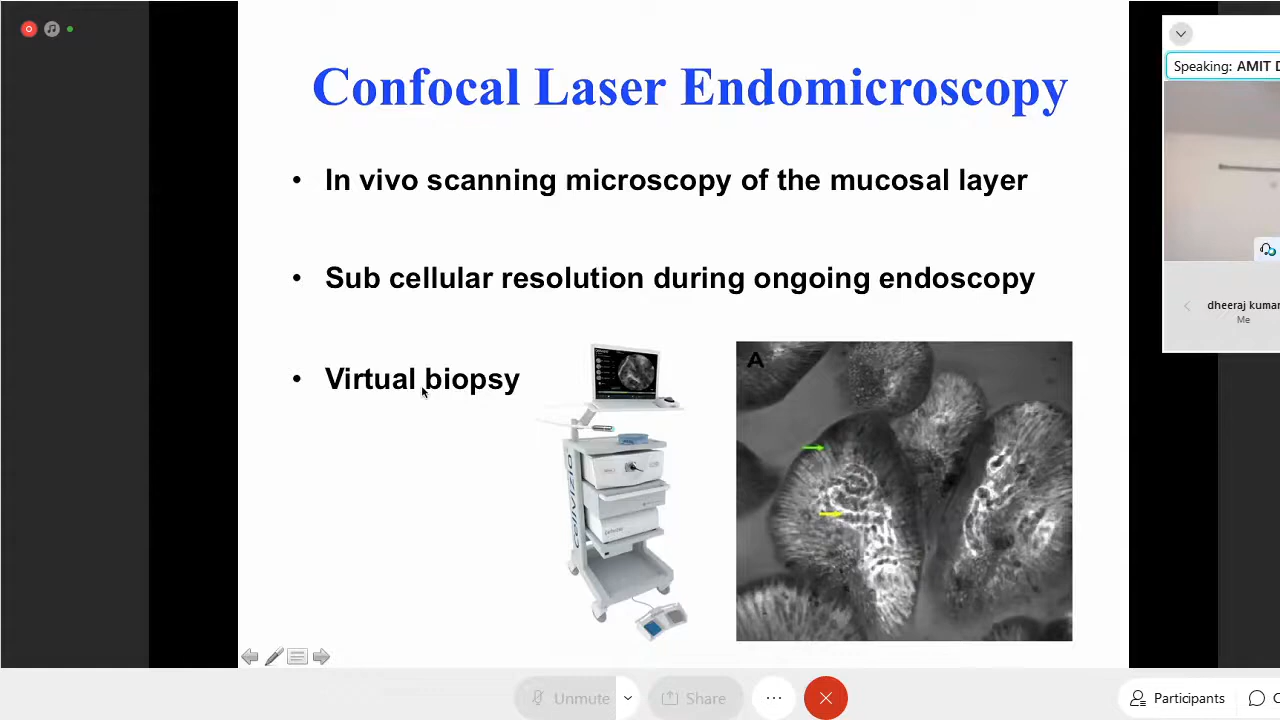 Confocal Laser Endomicroscopy
• In vivo scanning microscopy of the mucosal layer
• Sub cellular resolution during ongoing endoscopy
• Virtual biopsy
A
Speaking: AMIT D
dheeraj kumar
Me
Unmute
Share
Participants